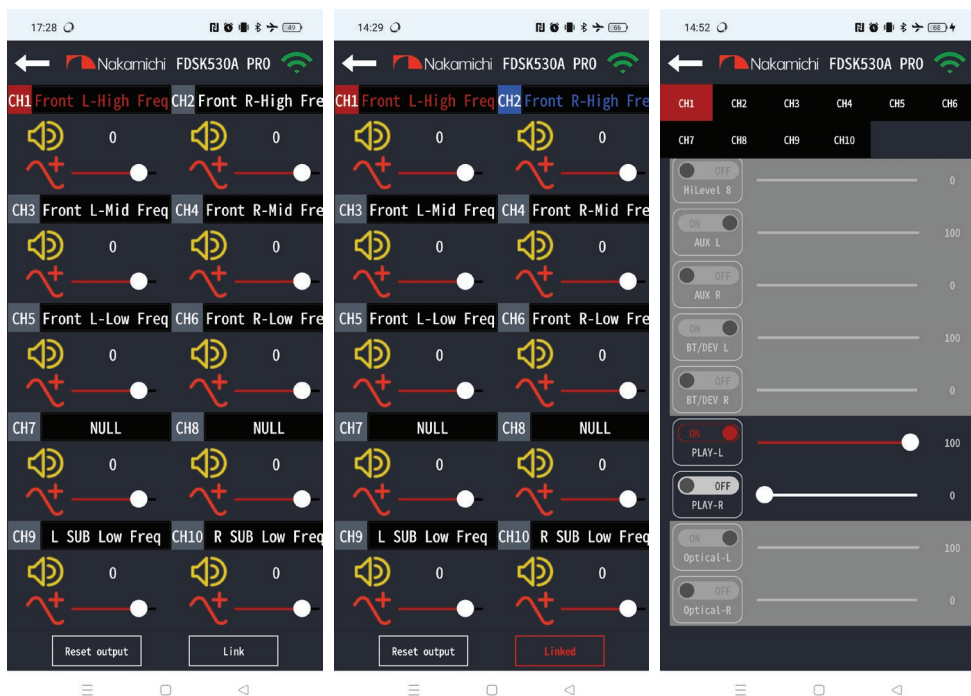 17:28
49
Nakamichi FDSK530A PRO
CH1 Front L-High Freq CH2 Front R-High Fre
0 0
CH3 Front L-Mid Freq CH4 Front R-Mid Fre
0 0
CH5 Front L-Low Freq CH6 Front R-Low Fre
0 0
CH7 NULL CH8 NULL
0 0
CH9 L SUB Low Freq CH10 R SUB Low Freq
0 0
Reset output Link
14:29
66
Nakamichi FDSK530A PRO
CH1 Front L-High Freq CH2 Front R-High Fre
0 0
CH3 Front L-Mid Freq CH4 Front R-Mid Fre
0 0
CH5 Front L-Low Freq CH6 Front R-Low Fre
0 0
CH7 NULL CH8 NULL
0 0
CH9 L SUB Low Freq CH10 R SUB Low Freq
0 0
Reset output Linked
14:52
68
Nakamichi FDSK530A PRO
CH1 CH2 CH3 CH4 CH5 CH6
CH7 CH8 CH9 CH10
OFF
HiLevel 8 0
ON
AUX L 100
OFF
AUX R 0
ON
BT/DEV L 100
OFF
BT/DEV R 0
ON
PLAY-L 100
OFF
PLAY-R 0
ON
Optical-L 100
OFF
Optical-R 0